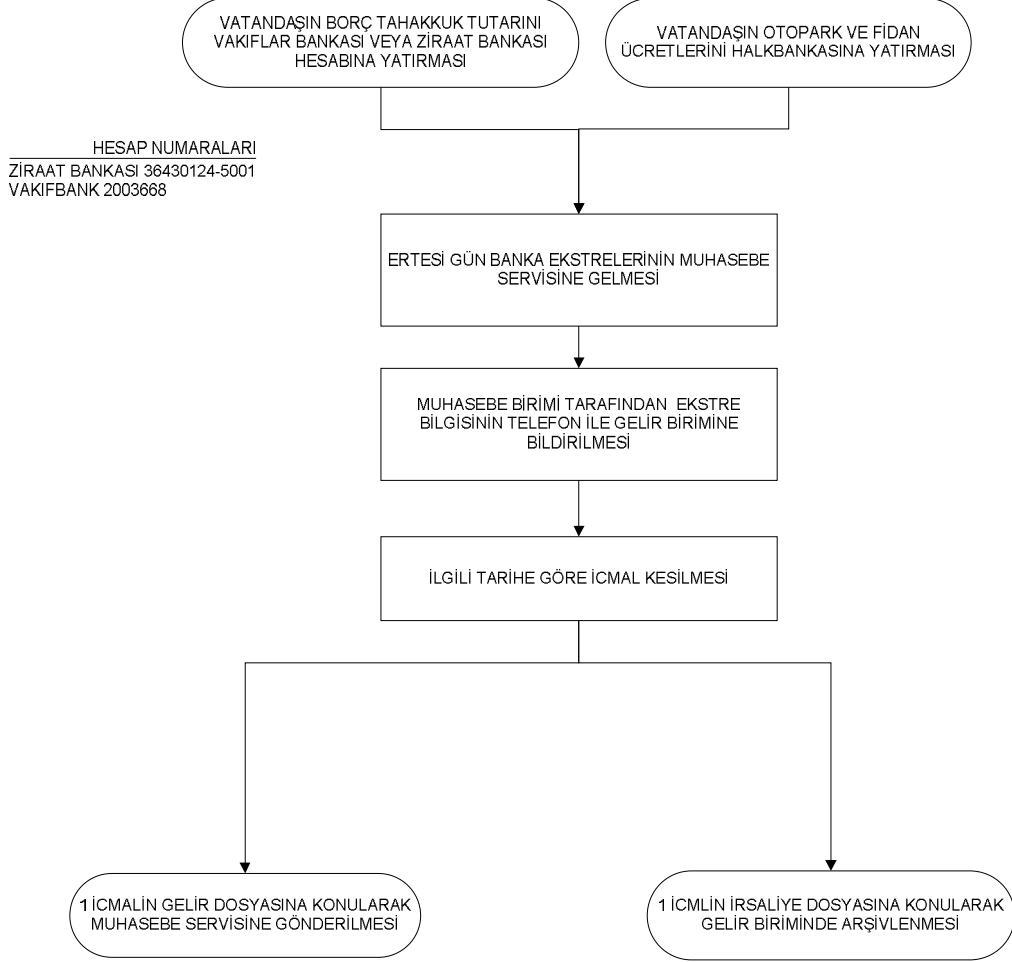 VATANDAŞIN BORÇ TAHAKKUK TUTARINI
VAKIFLAR BANKASI VEYA ZİRAAT BANKASI
HESABINA YATIRMASI
VATANDAŞIN OTOPARK VE FİDAN
ÜCRETLERİNİ HALKBANKASINA YATIRMASI
HESAP NUMARALARI
ZİRAAT BANKASI 36430124-5001
VAKIFBANK 2003668
ERTESİ GÜN BANKA EKSTRELERİNİN MUHASEBE
SERVİSİNE GELMESİ
MUHASEBE BİRİMİ TARAFINDAN EKSTRE
BİLGİSİNİN TELEFON İLE GELİR BİRİMİNE
BİLDİRİLMESİ
İLGİLİ TARİHE GÖRE İCMAL KESİLMESİ
1 İCMALİN GELİR DOSYASINA KONULARAK
MUHASEBE SERVİSİNE GÖNDERİLMESİ
1 İCMLİN İRSALİYE DOSYASINA KONULARAK
GELİR BİRİMİNDE ARŞİVLENMESİ